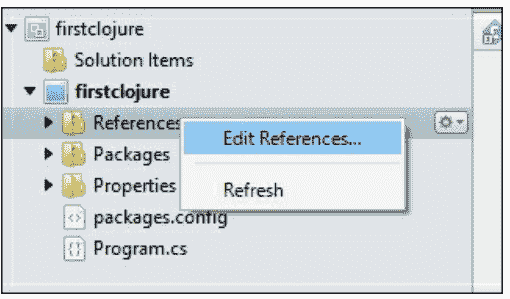 firstclojure
Solution Items
firstclojure
References
Edit References...
Packages
Properties
Refresh
packages.config
Program.cs